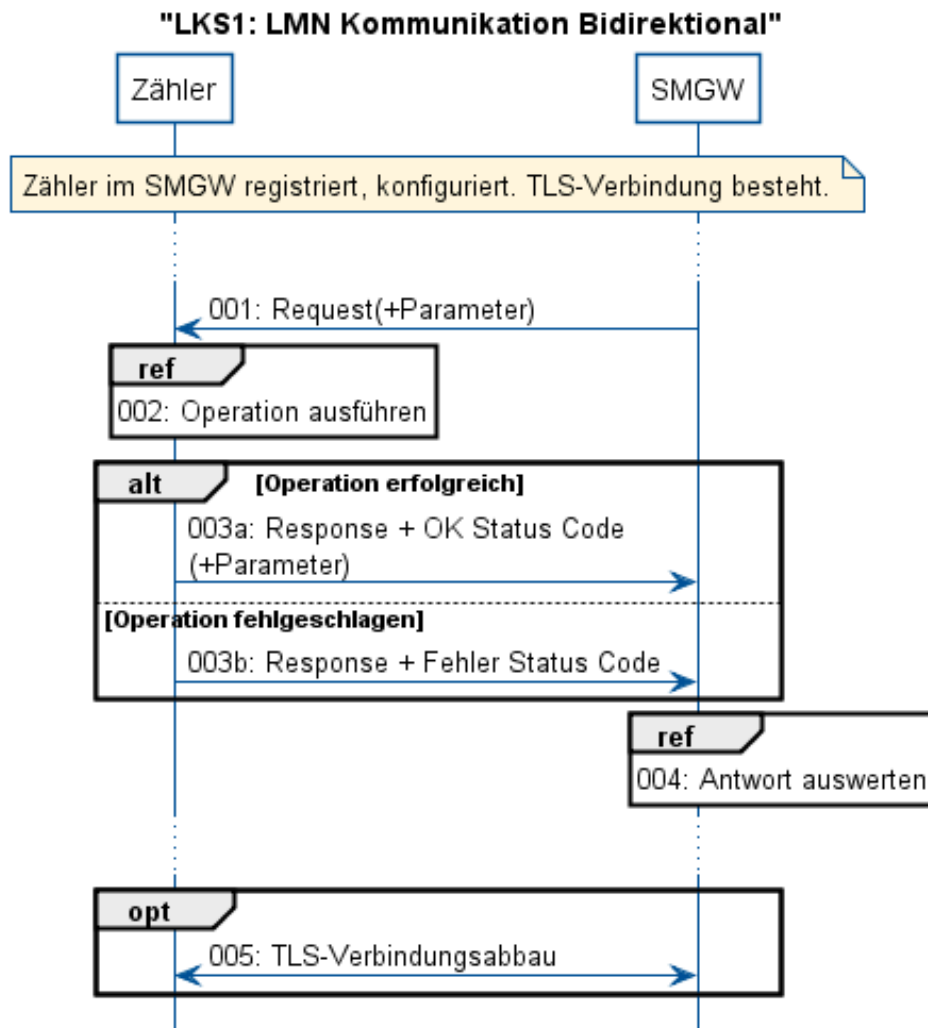 "LKS1: LMN Kommunikation Bidirektional"
Zähler
SMGW
Zähler im SMGW registriert, konfiguriert. TLS-Verbindung besteht.
001: Request(+Parameter)
ref
002: Operation ausführen
alt
[Operation erfolgreich]
003a: Response + OK Status Code
(+Parameter)
[Operation fehlgeschlagen]
003b: Response + Fehler Status Code
ref
004: Antwort auswerten
opt
005: TLS-Verbindungsabbau